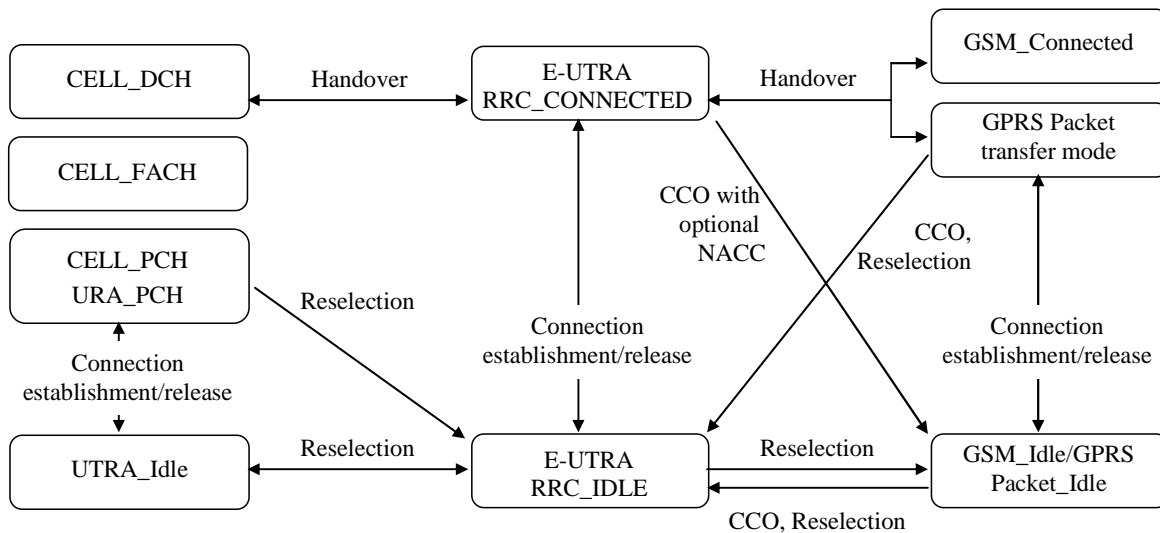 GSM_Connected
CELL_DCH
Handover
E-UTRA
RRC_CONNECTED
Handover
GPRS Packet
transfer mode
CELL_FACH
CCO with
optional
NACC
CCO,
Reselection
CELL_PCH
URA_PCH
Reselection
Connection
establishment/release
Connection
establishment/release
Connection
establishment/release
UTRA_Idle
Reselection
E-UTRA
RRC_IDLE
Reselection
GSM_Idle/GPRS
Packet_Idle
CCO, Reselection